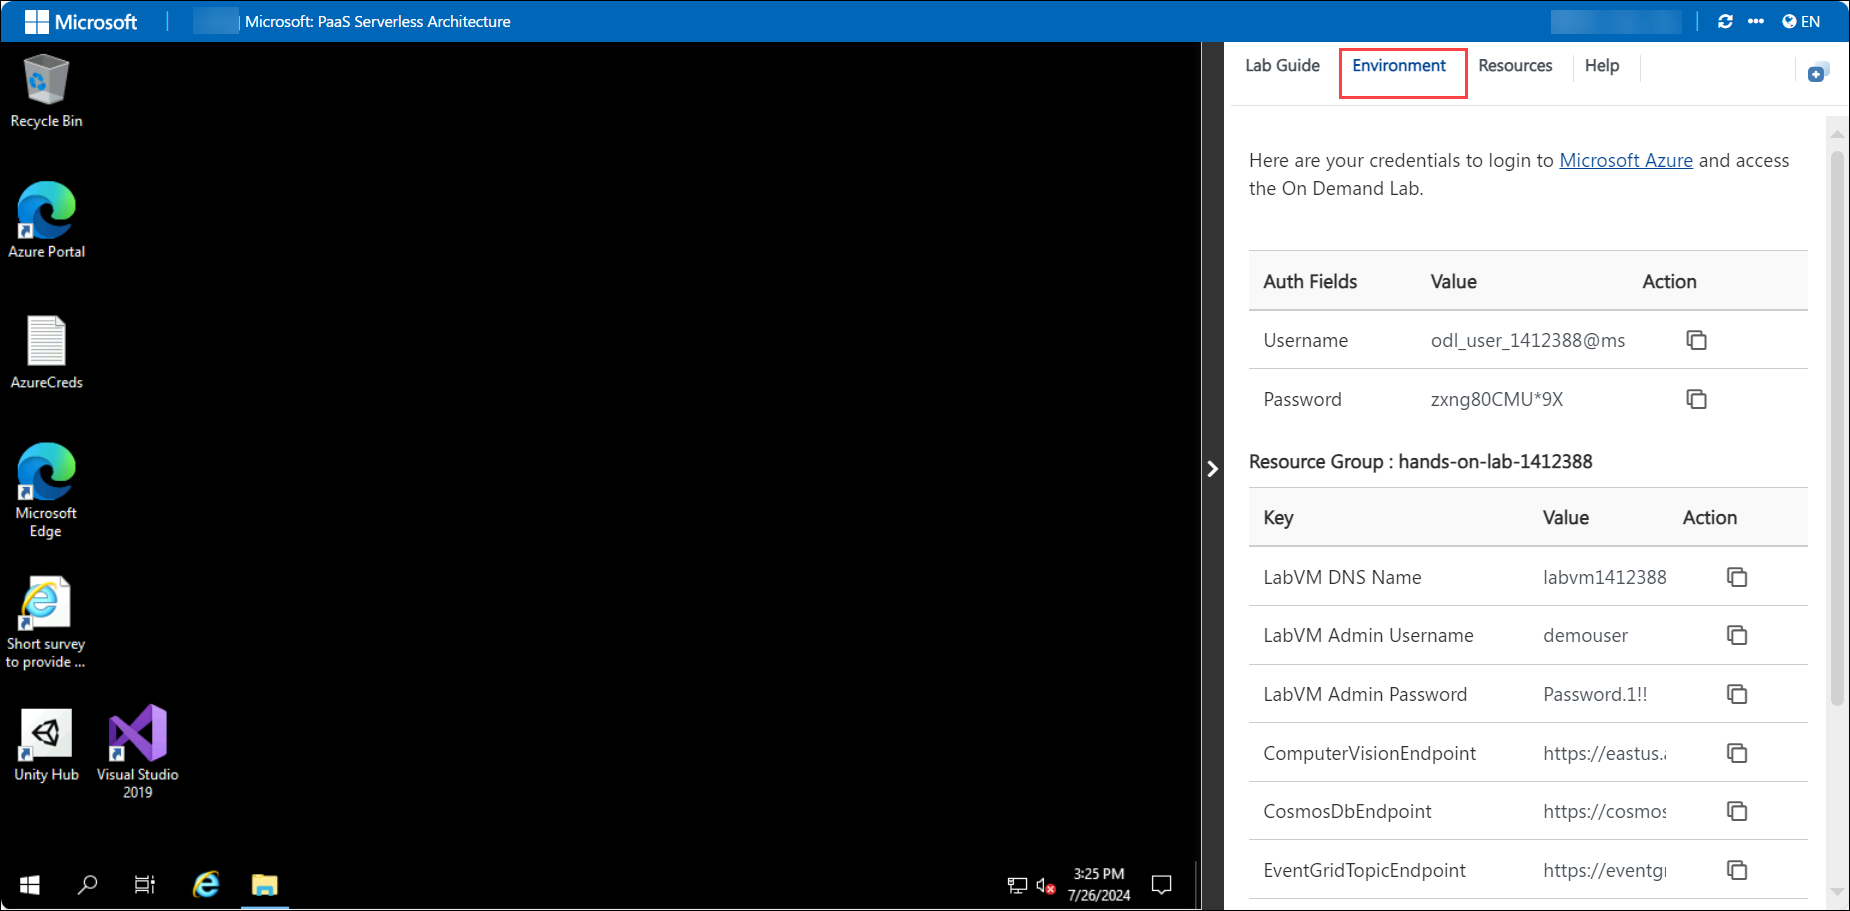 Microsoft
Microsoft: PaaS Serverless Architecture
EN
Recycle Bin
Azure Portal
AzureCreds
Microsoft
Edge
Short survey
to provide ...
Unity Hub
Visual Studio
2019
3:25 PM
7/26/2024
Lab Guide
Environment
Resources
Help
Here are your credentials to login to Microsoft Azure and access
the On Demand Lab.
Auth Fields Value Action
Username odl_user_1412388@ms
Password zxng80CMU*9X
Resource Group : hands-on-lab-1412388
Key Value Action
LabVM DNS Name labvm1412388
LabVM Admin Username demouser
LabVM Admin Password Password.1!!
ComputerVisionEndpoint https://eastus.a
CosmosDbEndpoint https://cosmos
EventGridTopicEndpoint https://eventgr